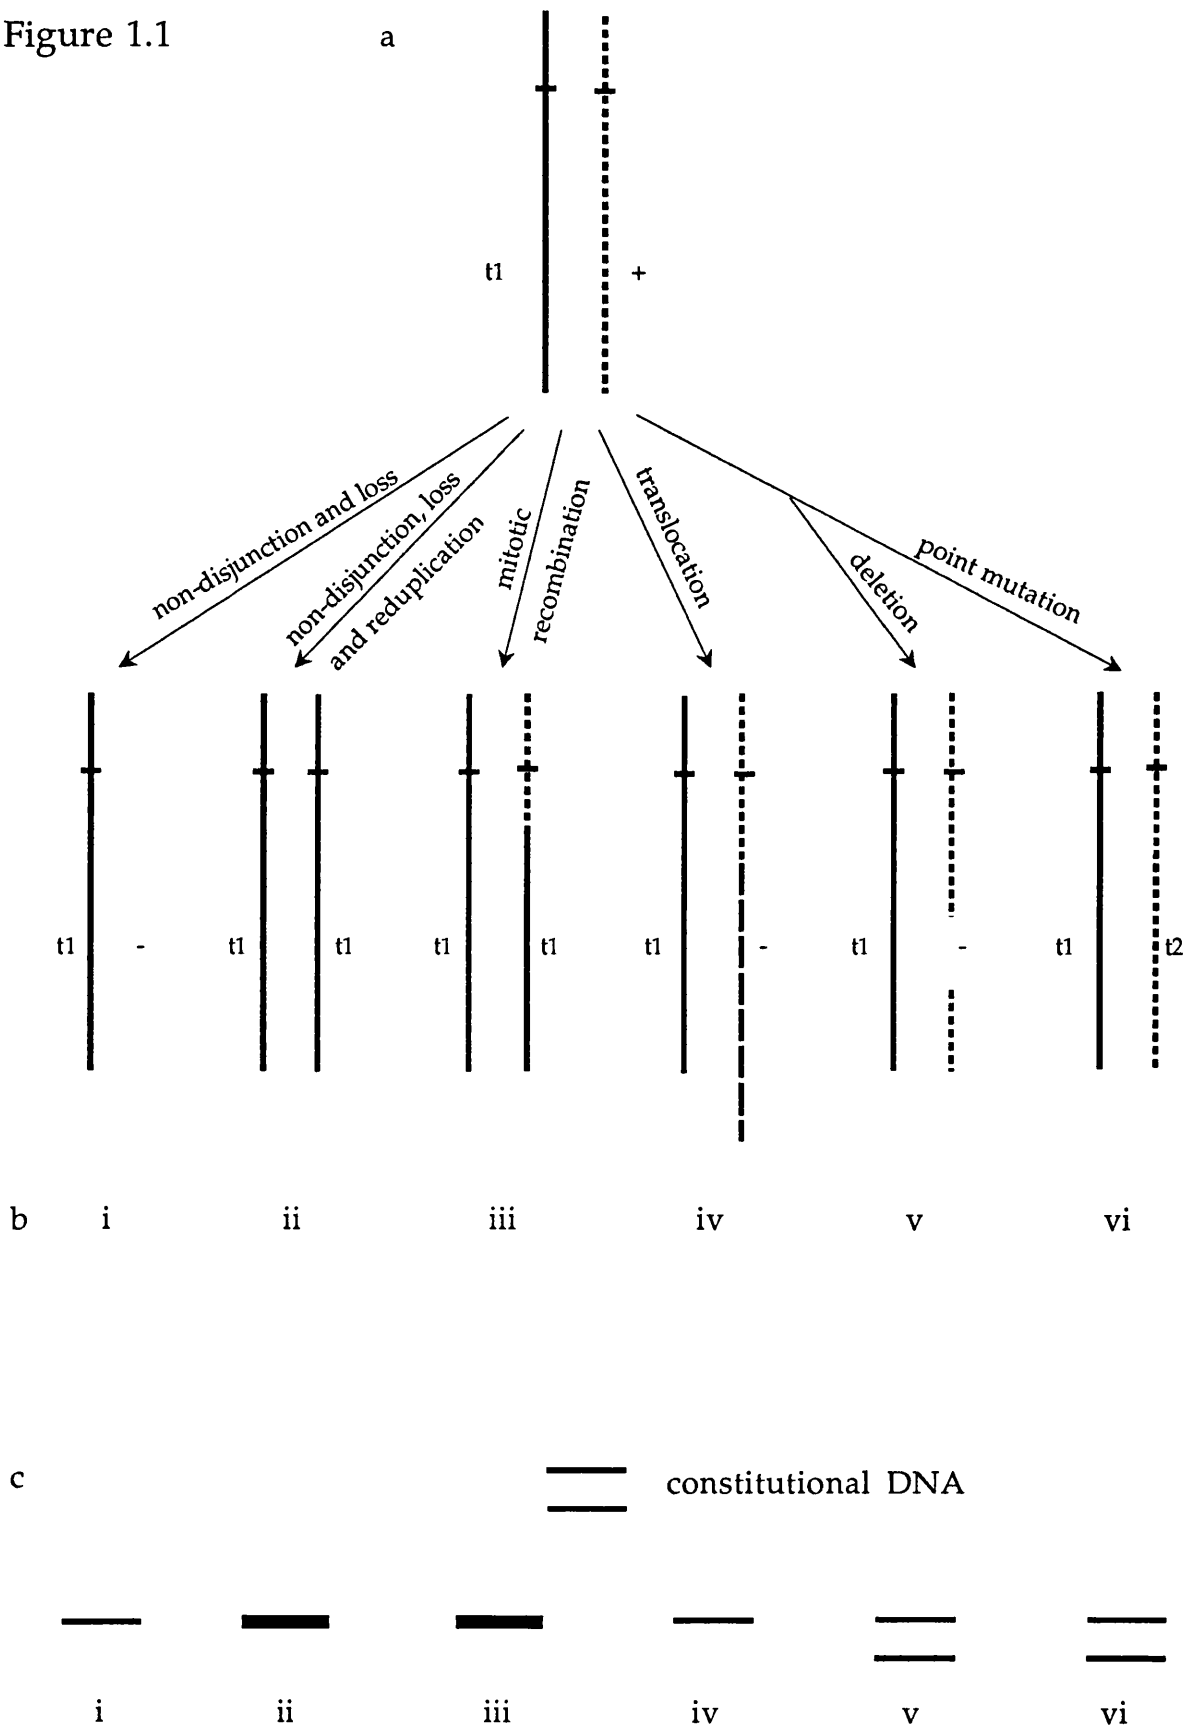 Figure 1.1
a
t1 +
non-disjunction and loss
non-disjunction, loss
and reduplication
mitotic
recombination
translocation
deletion
point mutation
t1 - t1 t1 t1 t1 t1 - t1 - t1 t2
b i ii iii iv v vi
c
constitutional DNA
i ii iii iv v vi